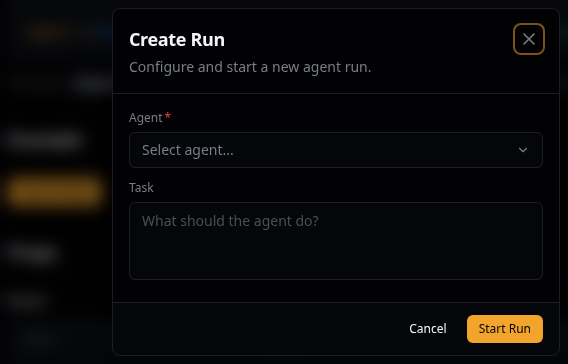 Create Run
Configure and start a new agent run.
Agent*
Select agent...
Task
What should the agent do?
Cancel
Start Run